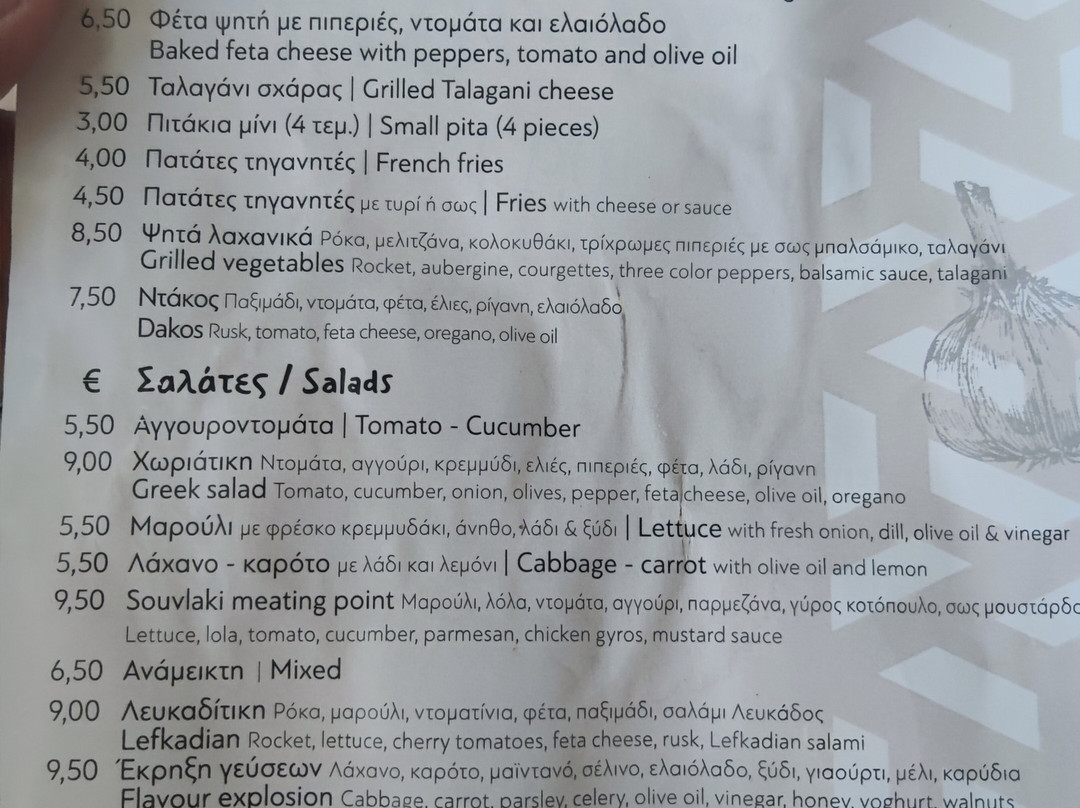 6,50 Φέτα ψητή με πιπεριές, ντομάτα και ελαιόλαδο
Baked feta cheese with peppers, tomato and olive oil
5,50 Ταλαγάνι σχάρας | Grilled Talagani cheese
3,00 Πιτάκια μίνι (4 τεμ.) | Small pita (4 pieces)
4,00 Πατάτες τηγανητές | French fries
4,50 Πατάτες τηγανητές με τυρί ή σως | Fries with cheese or sauce
8,50 Ψητά λαχανικά Ρόκα, μελιτζάνα, κολοκυθάκι, τρίχρωμες πιπεριές με σως μπαλσάμικο, ταλαγάνι
Grilled vegetables Rocket, aubergine, courgettes, three color peppers, balsamic sauce, talagani
7,50 Ντάκος Παξιμάδι, ντομάτα, φέτα, έλιες, ρίγανη, ελαιόλαδο
Dakos Rusk, tomato, feta cheese, oregano, olive oil
€ Σαλάτες / Salads
5,50 Αγγουροντομάτα | Tomato - Cucumber
9,00 Χωριάτικη Ντομάτα, αγγούρι, κρεμμύδι, ελιές, πιπεριές, φέτα, λάδι, ρίγανη
Greek salad Tomato, cucumber, onion, olives, pepper, feta cheese, olive oil, oregano
5,50 Μαρούλι με φρέσκο κρεμμυδάκι, άνηθο, λάδι & ξύδι | Lettuce with fresh onion, dill, olive oil & vinegar
5,50 Λάχανο - καρότο με λάδι και λεμόνι | Cabbage - carrot with olive oil and lemon
9,50 Souvlaki meating point Μαρούλι, λόλα, ντομάτα, αγγούρι, παρμεζάνα, γύρος κοτόπουλο, σως μουστάρδα
Lettuce, lola, tomato, cucumber, parmesan, chicken gyros, mustard sauce
6,50 Ανάμεικτη | Mixed
9,00 Λευκαδίτικη Ρόκα, μαρούλι, ντοματίνια, φέτα, παξιμάδι, σαλάμι Λευκάδος
Lefkadian Rocket, lettuce, cherry tomatoes, feta cheese, rusk, Lefkadian salami
9,50 Έκρηξη γεύσεων Λάχανο, καρότο, μαϊντανό, σέλινο, ελαιόλαδο, ξύδι, γιαούρτι, μέλι, καρύδια
Flavour explosion Cabbage, carrot, parsley, celery, olive oil, vinegar, honey, yoghurt, walnuts